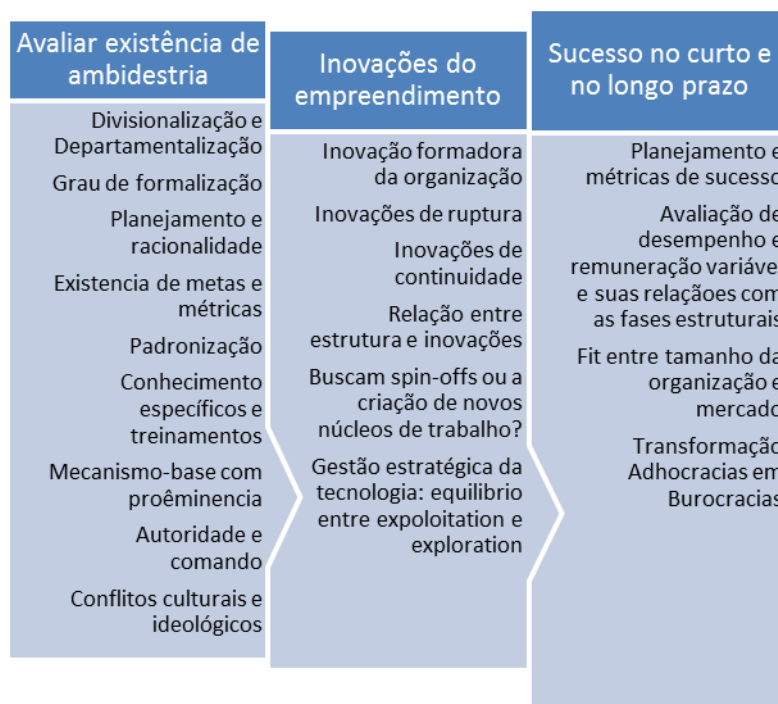 Avaliar existência de
ambidestria
Divisionalização e
Departamentalização
Grau de formalização
Planejamento e
racionalidade
Existencia de metas e
métricas
Padronização
Conhecimento
específicos e
treinamentos
Mecanismo-base com
proêminencia
Autoridade e
comando
Conflitos culturais e
ideológicos
Inovações do
empreendimento
Inovação formadora
da organização
Inovações de ruptura
Inovações de
continuidade
Relação entre
estrutura e inovações
Buscam spin-offs ou a
criação de novos
núcleos de trabalho?
Gestão estratégica da
tecnologia: equilibrio
entre expoloitation e
exploration
Sucesso no curto e
no longo prazo
Planejamento e
métricas de sucesso
Avaliação de
desempenho e
remuneração variável
e suas relaçãoes com
as fases estruturais
Fit entre tamanho da
organização e
mercado
Transformação
Adhocracias em
Burocracias